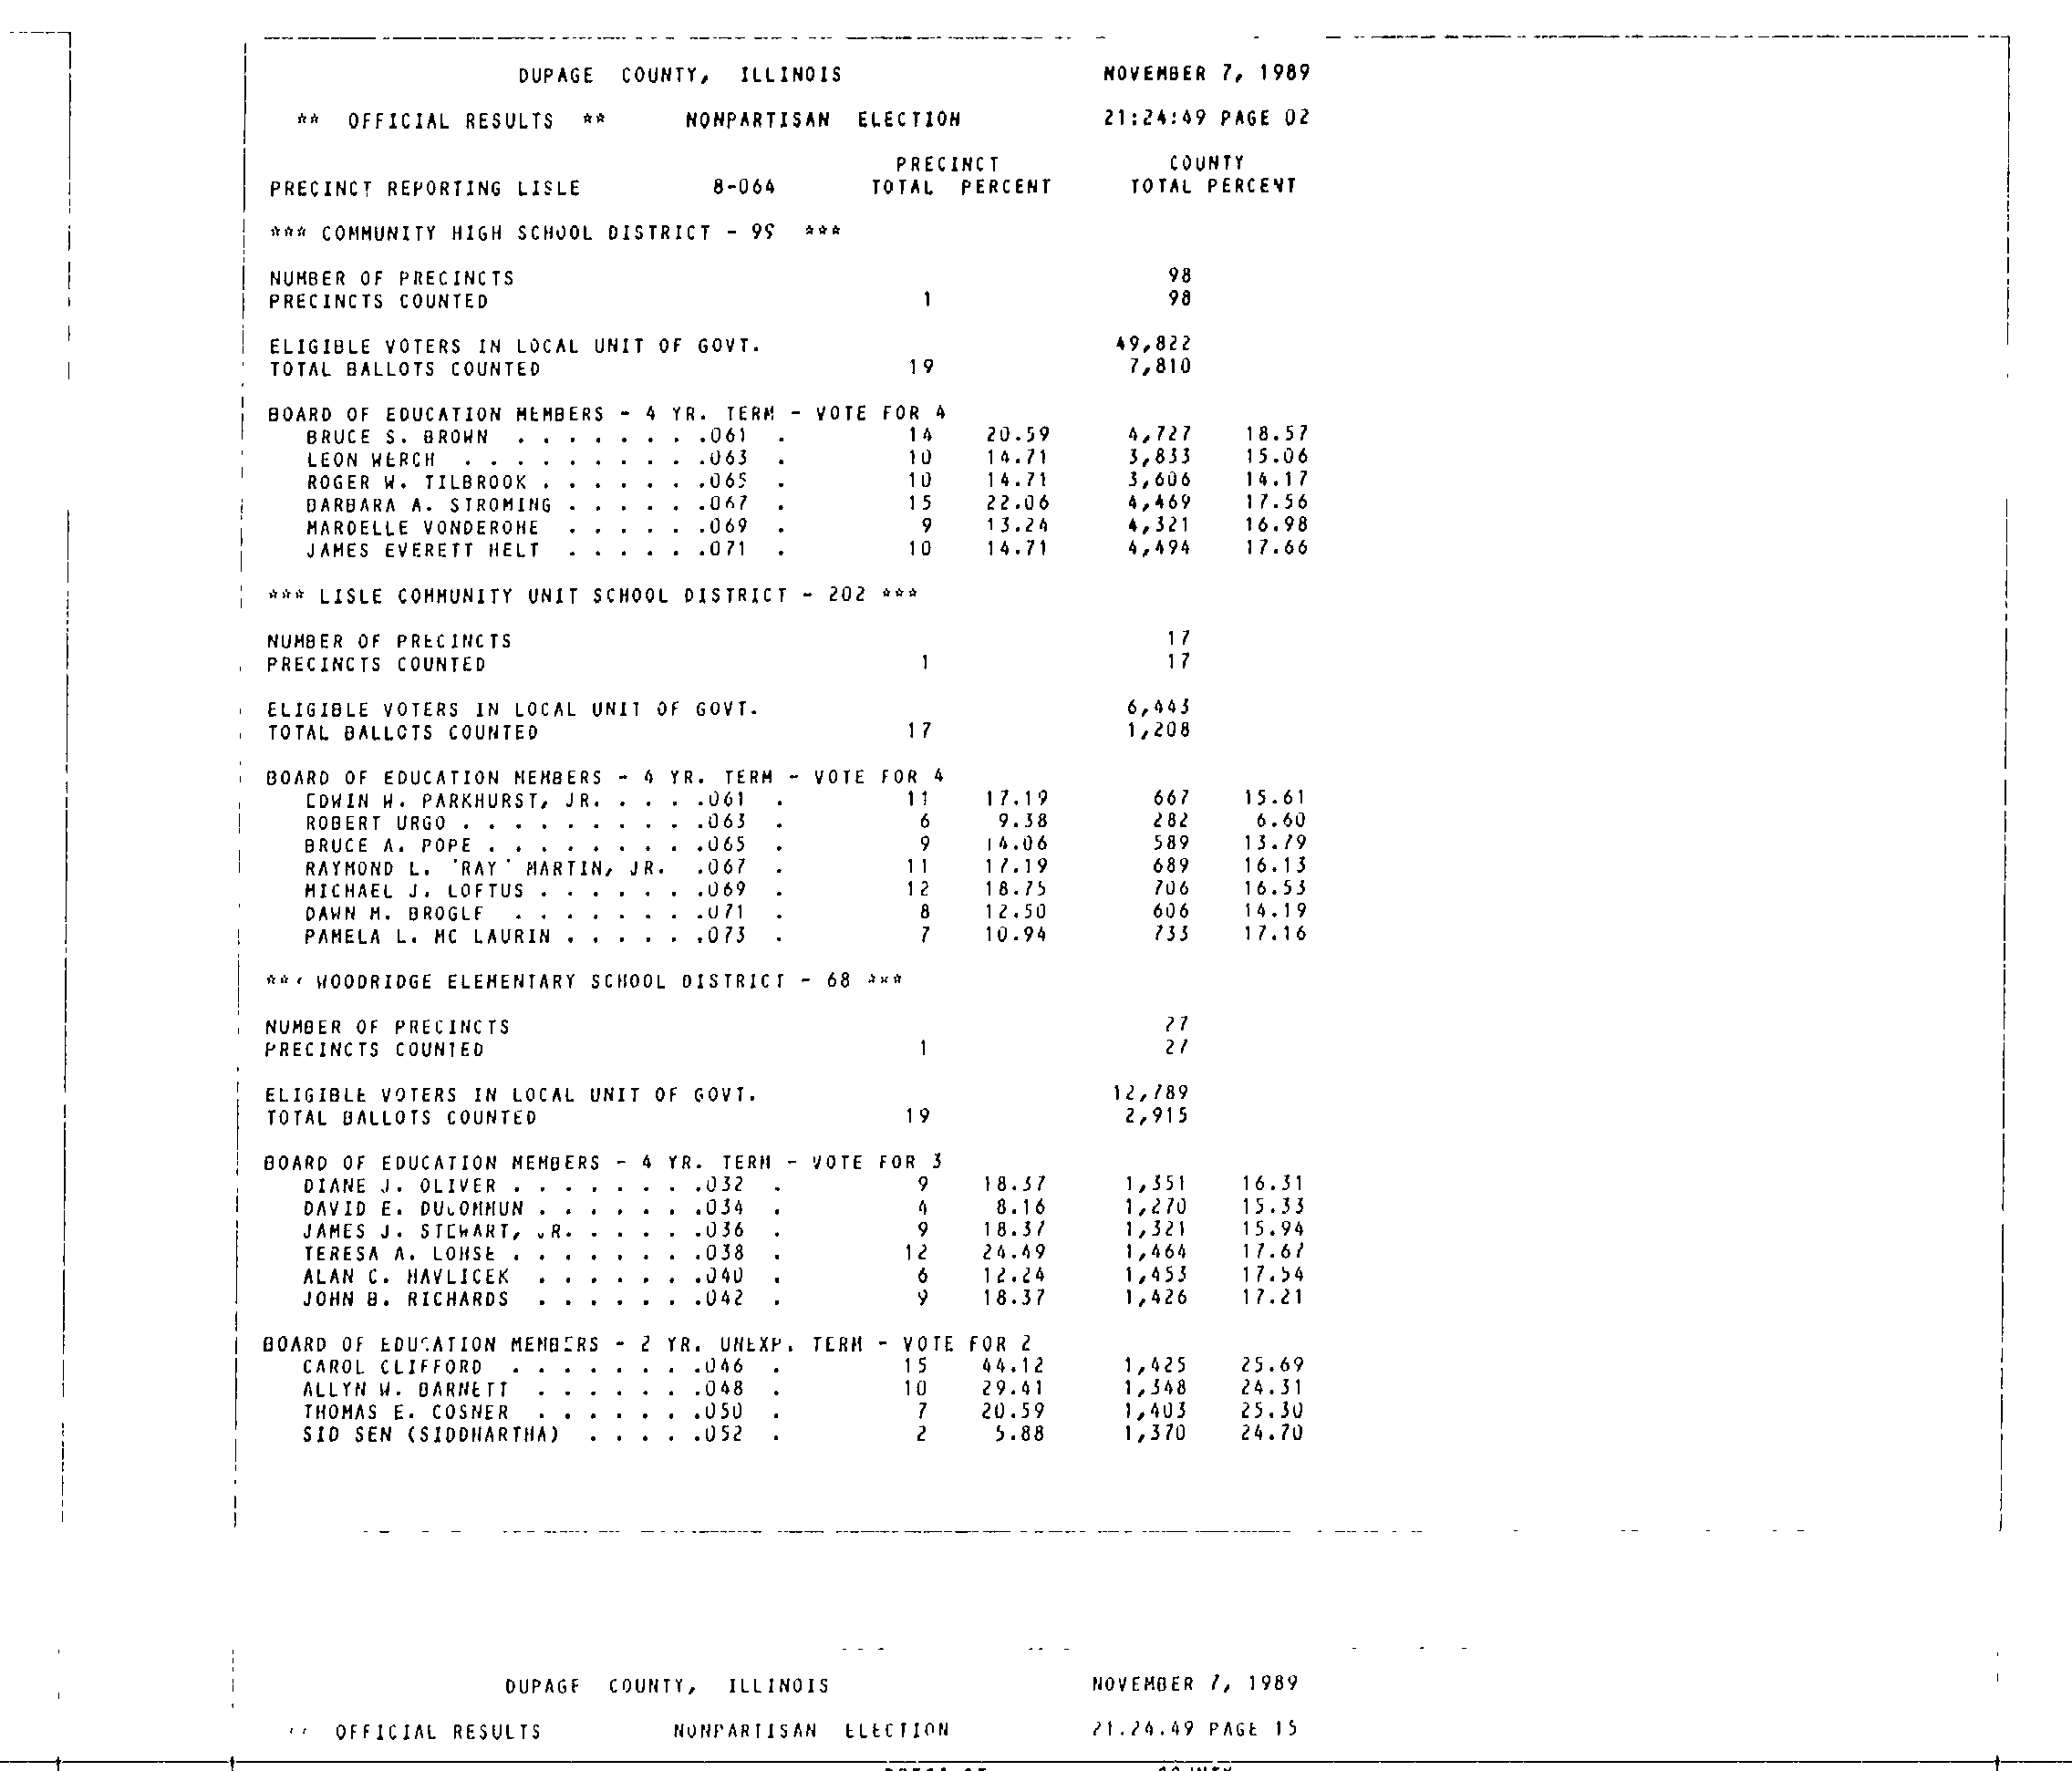 DUPAGE COUNTY, ILLINOIS NOVEMBER 7, 1989
** OFFICIAL RESULTS ** NONPARTISAN ELECTION 21:24:49 PAGE 02
PRECINCT COUNTY
PRECINCT REPORTING LISLE 8-064 TOTAL PERCENT TOTAL PERCENT
*** COMMUNITY HIGH SCHOOL DISTRICT - 99 ***
NUMBER OF PRECINCTS 98
PRECINCTS COUNTED 1 98
ELIGIBLE VOTERS IN LOCAL UNIT OF GOVT. 49,822
TOTAL BALLOTS COUNTED 19 7,810
BOARD OF EDUCATION MEMBERS - 4 YR. TERM - VOTE FOR 4
BRUCE S. BROWN . . . . . . . .061 . 14 20.59 4,727 18.57
LEON WERCH . . . . . . . . . .063 . 10 14.71 3,833 15.06
ROGER W. TILBROOK . . . . . . .065 . 10 14.71 3,606 14.17
BARBARA A. STROMING . . . . . .067 . 15 22.06 4,469 17.56
MARDELLE VONDEROHE . . . . . .069 . 9 13.24 4,321 16.98
JAMES EVERETT HELT . . . . . .071 . 10 14.71 4,494 17.66
*** LISLE COMMUNITY UNIT SCHOOL DISTRICT - 202 ***
NUMBER OF PRECINCTS 17
PRECINCTS COUNTED 1 17
ELIGIBLE VOTERS IN LOCAL UNIT OF GOVT. 6,443
TOTAL BALLOTS COUNTED 17 1,208
BOARD OF EDUCATION MEMBERS - 4 YR. TERM - VOTE FOR 4
EDWIN W. PARKHURST, JR. . . . .061 . 11 17.19 667 15.61
ROBERT URGO . . . . . . . . . .063 . 6 9.38 282 6.60
BRUCE A. POPE . . . . . . . . .065 . 9 14.06 589 13.79
RAYMOND L. 'RAY' MARTIN, JR. .067 . 11 17.19 689 16.13
MICHAEL J. LOFTUS . . . . . . .069 . 12 18.75 706 16.53
DAWN M. BROGLE . . . . . . . .071 . 8 12.50 606 14.19
PAMELA L. MC LAURIN . . . . . .073 . 7 10.94 733 17.16
*** WOODRIDGE ELEMENTARY SCHOOL DISTRICT - 68 ***
NUMBER OF PRECINCTS 27
PRECINCTS COUNTED 1 27
ELIGIBLE VOTERS IN LOCAL UNIT OF GOVT. 12,789
TOTAL BALLOTS COUNTED 19 2,915
BOARD OF EDUCATION MEMBERS - 4 YR. TERM - VOTE FOR 3
DIANE J. OLIVER . . . . . . . .032 . 9 18.37 1,351 16.31
DAVID E. DUCOMMUN . . . . . . .034 . 4 8.16 1,270 15.33
JAMES J. STEWART, JR. . . . . .036 . 9 18.37 1,321 15.94
TERESA A. LOHSE . . . . . . . .038 . 12 24.49 1,464 17.67
ALAN C. HAVLICEK . . . . . . .040 . 6 12.24 1,453 17.54
JOHN B. RICHARDS . . . . . . .042 . 9 18.37 1,426 17.21
BOARD OF EDUCATION MEMBERS - 2 YR. UNEXP. TERM - VOTE FOR 2
CAROL CLIFFORD . . . . . . . .046 . 15 44.12 1,425 25.69
ALLYN W. BARNETT . . . . . . .048 . 10 29.41 1,348 24.31
THOMAS E. COSNER . . . . . . .050 . 7 20.59 1,403 25.30
SID SEN (SIDDHARTHA) . . . . .052 . 2 5.88 1,370 24.70
DUPAGE COUNTY, ILLINOIS NOVEMBER 7, 1989
OFFICIAL RESULTS NONPARTISAN ELECTION 21.24.49 PAGE 15